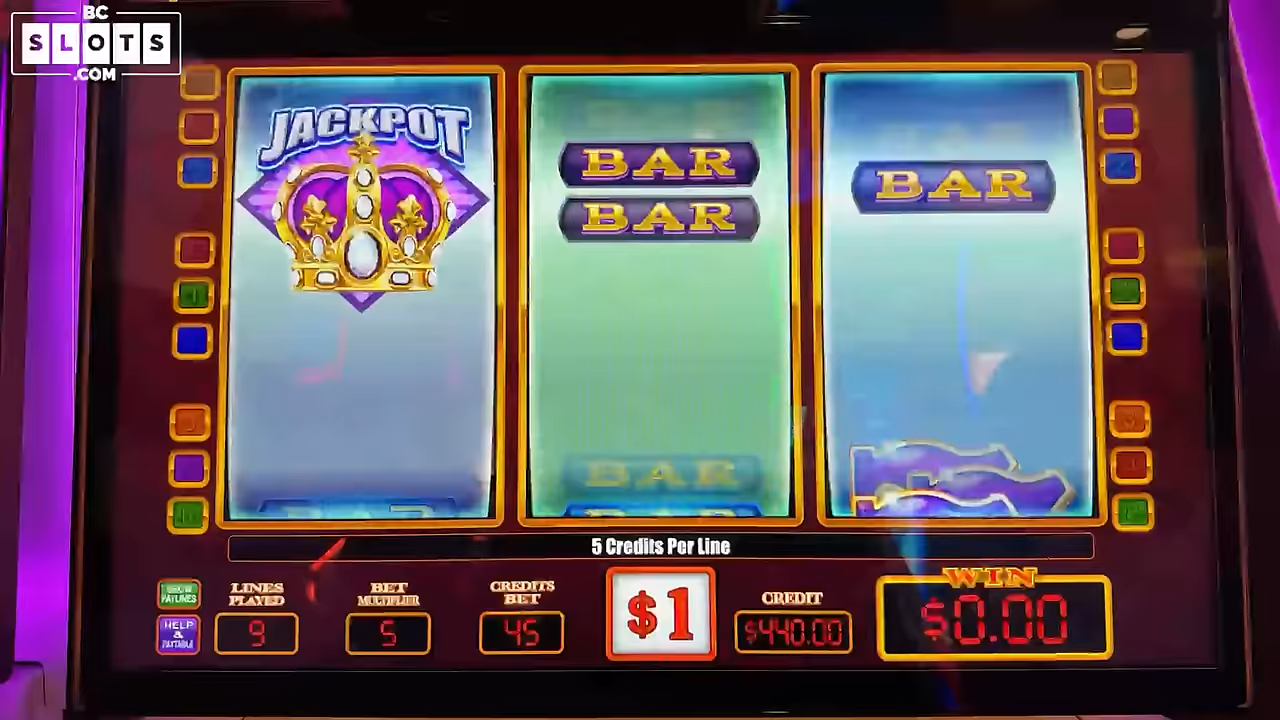 BC
SLOTS
.COM
JACKPOT
BAR
BAR
BAR
BAR
5 Credits Per Line
LINES
PLAYED
9
BET
MULTIPLIER
5
CREDITS
BET
45
$1
CREDIT
$440.00
WIN
$0.00
HELP
&
PAYTABLE